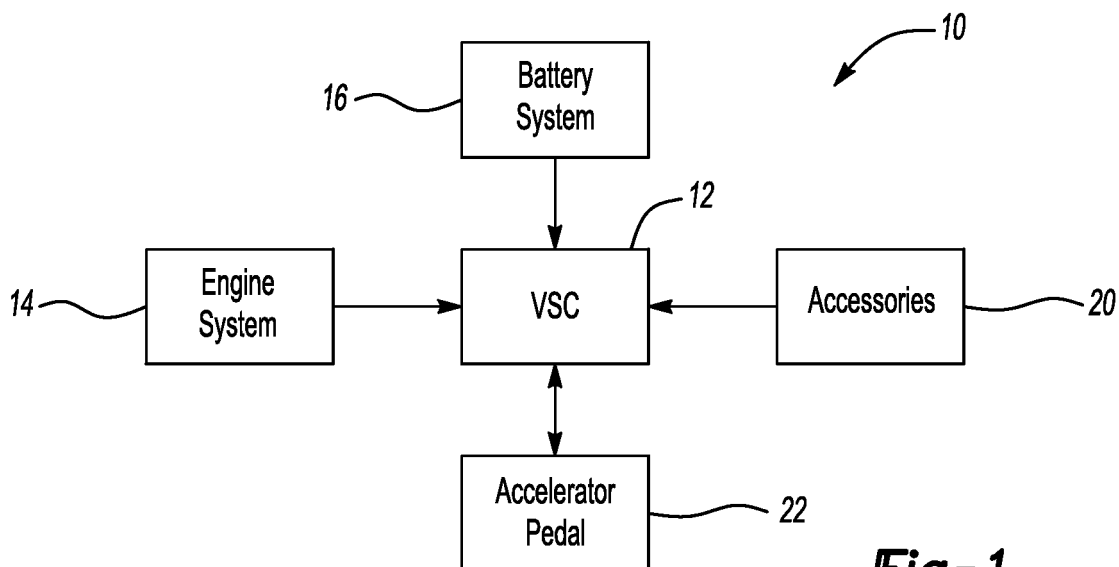 10
Battery
System
16
12
Engine
System
14
VSC
Accessories
20
Accelerator
Pedal
22
Fig-1